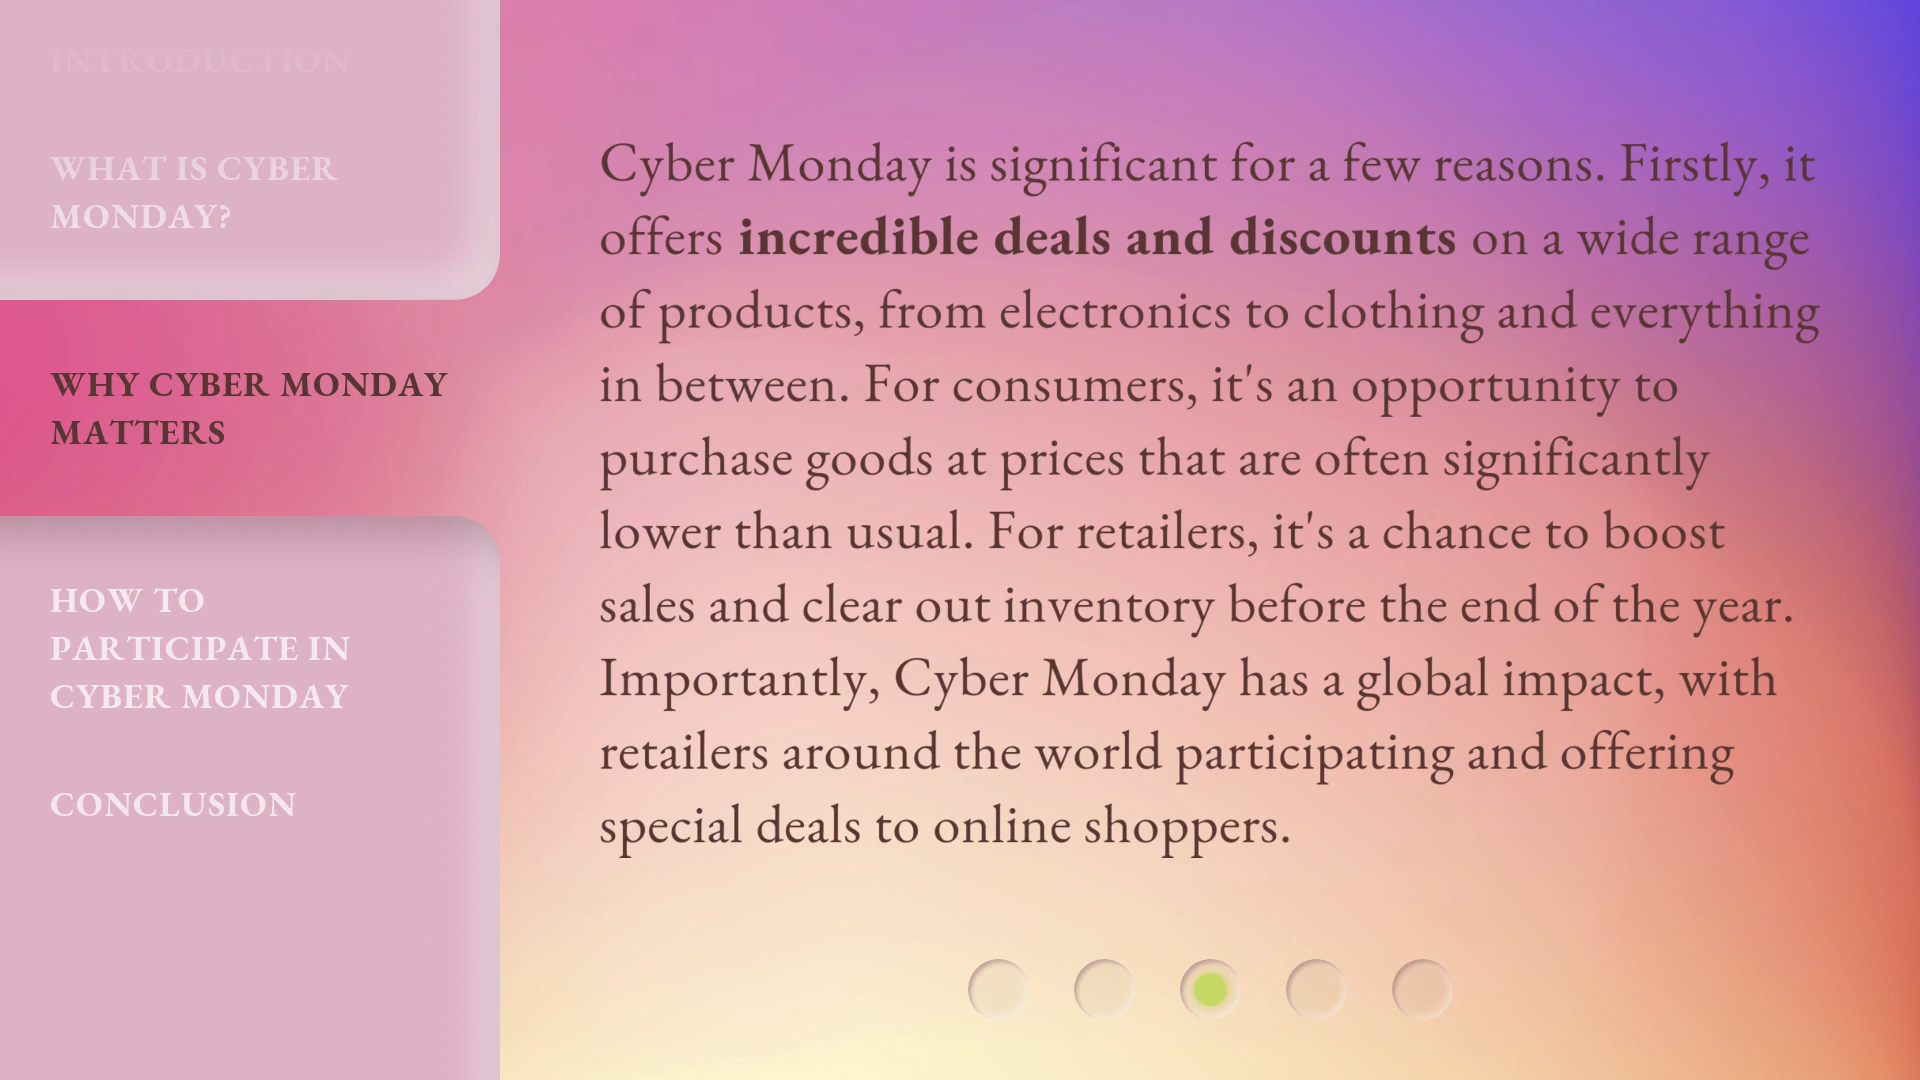 INTRODUCTION
WHAT IS CYBER
MONDAY?
WHY CYBER MONDAY
MATTERS
HOW TO
PARTICIPATE IN
CYBER MONDAY
CONCLUSION
Cyber Monday is significant for a few reasons. Firstly, it
offers incredible deals and discounts on a wide range
of products, from electronics to clothing and everything
in between. For consumers, it's an opportunity to
purchase goods at prices that are often significantly
lower than usual. For retailers, it's a chance to boost
sales and clear out inventory before the end of the year.
Importantly, Cyber Monday has a global impact, with
retailers around the world participating and offering
special deals to online shoppers.